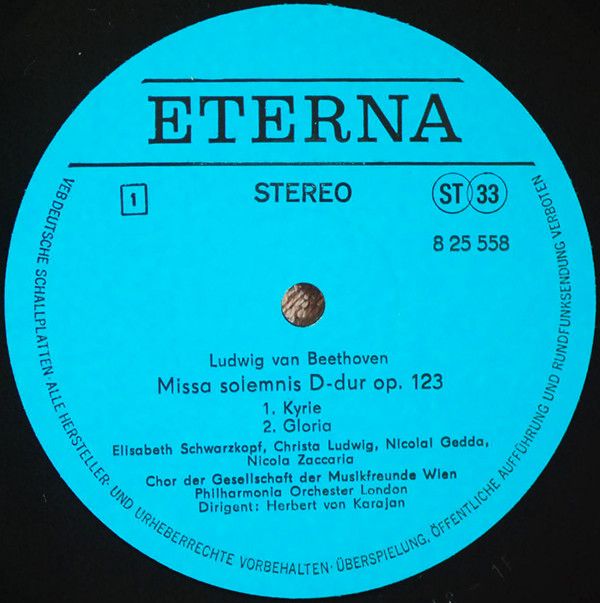 ETERNA
1
STEREO
ST 33
8 25 558
Ludwig van Beethoven
Missa solemnis D-dur op. 123
1. Kyrie
2. Gloria
Elisabeth Schwarzkopf, Christa Ludwig, Nicolai Gedda,
Nicola Zaccaria
Chor der Gesellschaft der Musikfreunde Wien
Philharmonia Orchester London
Dirigent: Herbert von Karajan
VEB DEUTSCHE SCHALLPLATTEN · ALLE HERSTELLER- UND URHEBERRECHTE VORBEHALTEN · ÜBERSPIELUNG, ÖFFENTLICHE AUFFÜHRUNG UND RUNDFUNKSENDUNG VERBOTEN